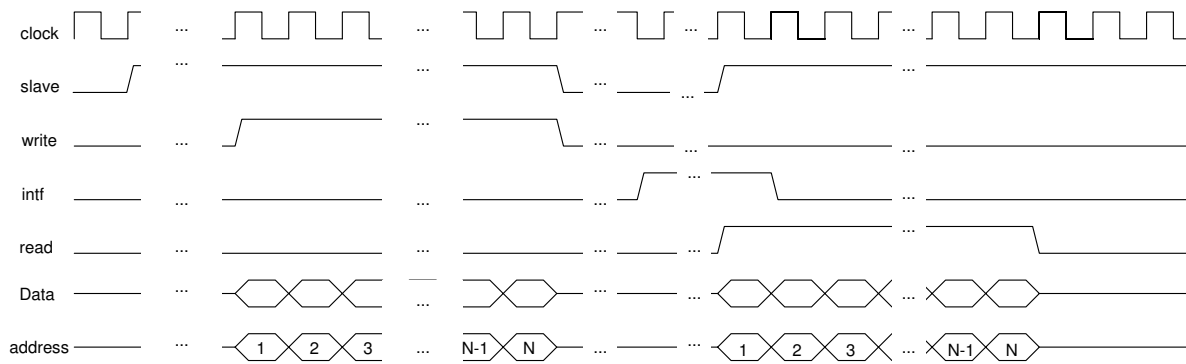 clock ... ... ... ... ...
slave ... ... ... ... ...
write ... ... ... ... ...
intf ... ... ... ... ...
read ... ... ... ... ...
Data ... ... ... ... ...
address ... 1 2 3 ... N-1 N ... ... 1 2 3 ... N-1 N